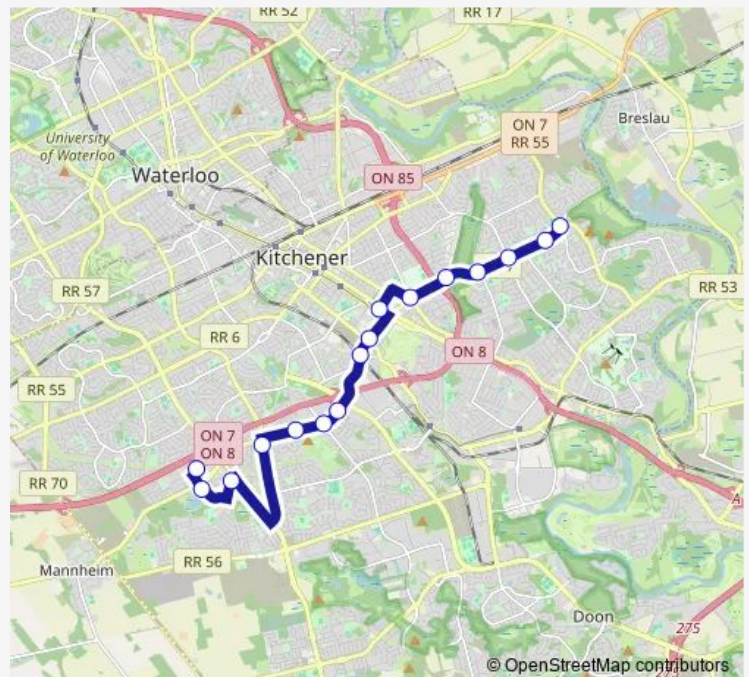 RR 52
RR 17
Breslau
ON 7
RR 55
University
of Waterloo
Waterloo
ON 85
Kitchener
RR 57
RR 53
RR 6
ON 8
RR 55
ON 7
ON 8
RR 70
RR 56
Mannheim
Doon
275
© OpenStreetMap contributors